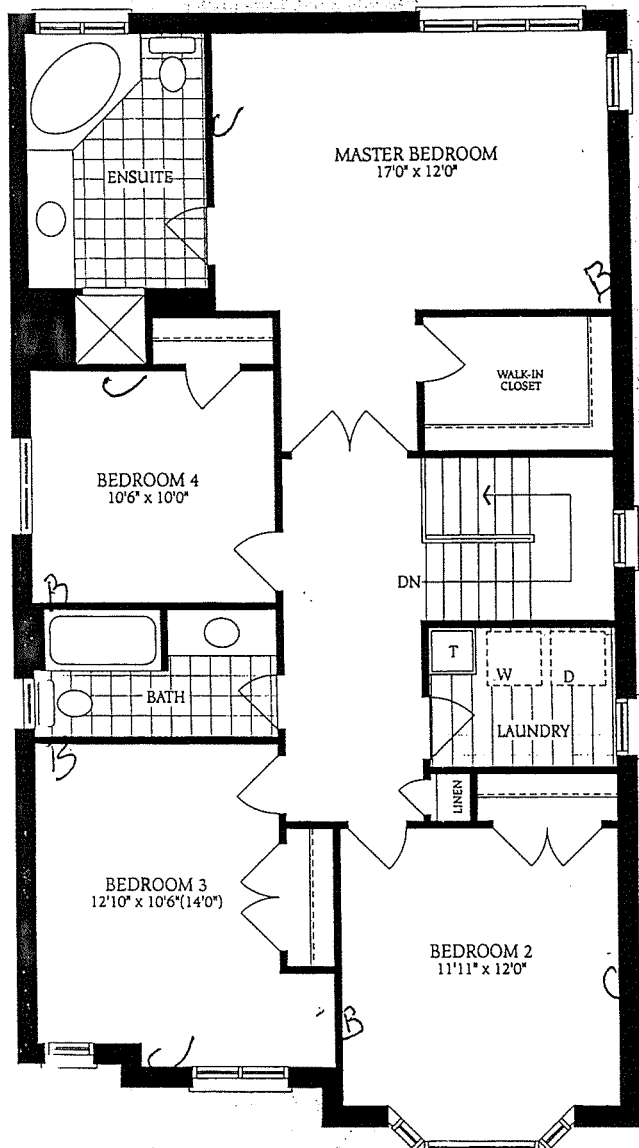 MASTER BEDROOM
17'0" x 12'0"
ENSUITE
B
WALK-IN
CLOSET
BEDROOM 4
10'6" x 10'0"
DN
B
T
W
D
BATH
LAUNDRY
B
LINEN
BEDROOM 3
12'10" x 10'6"(14'0")
BEDROOM 2
11'11" x 12'0"
C
B
C
C
C